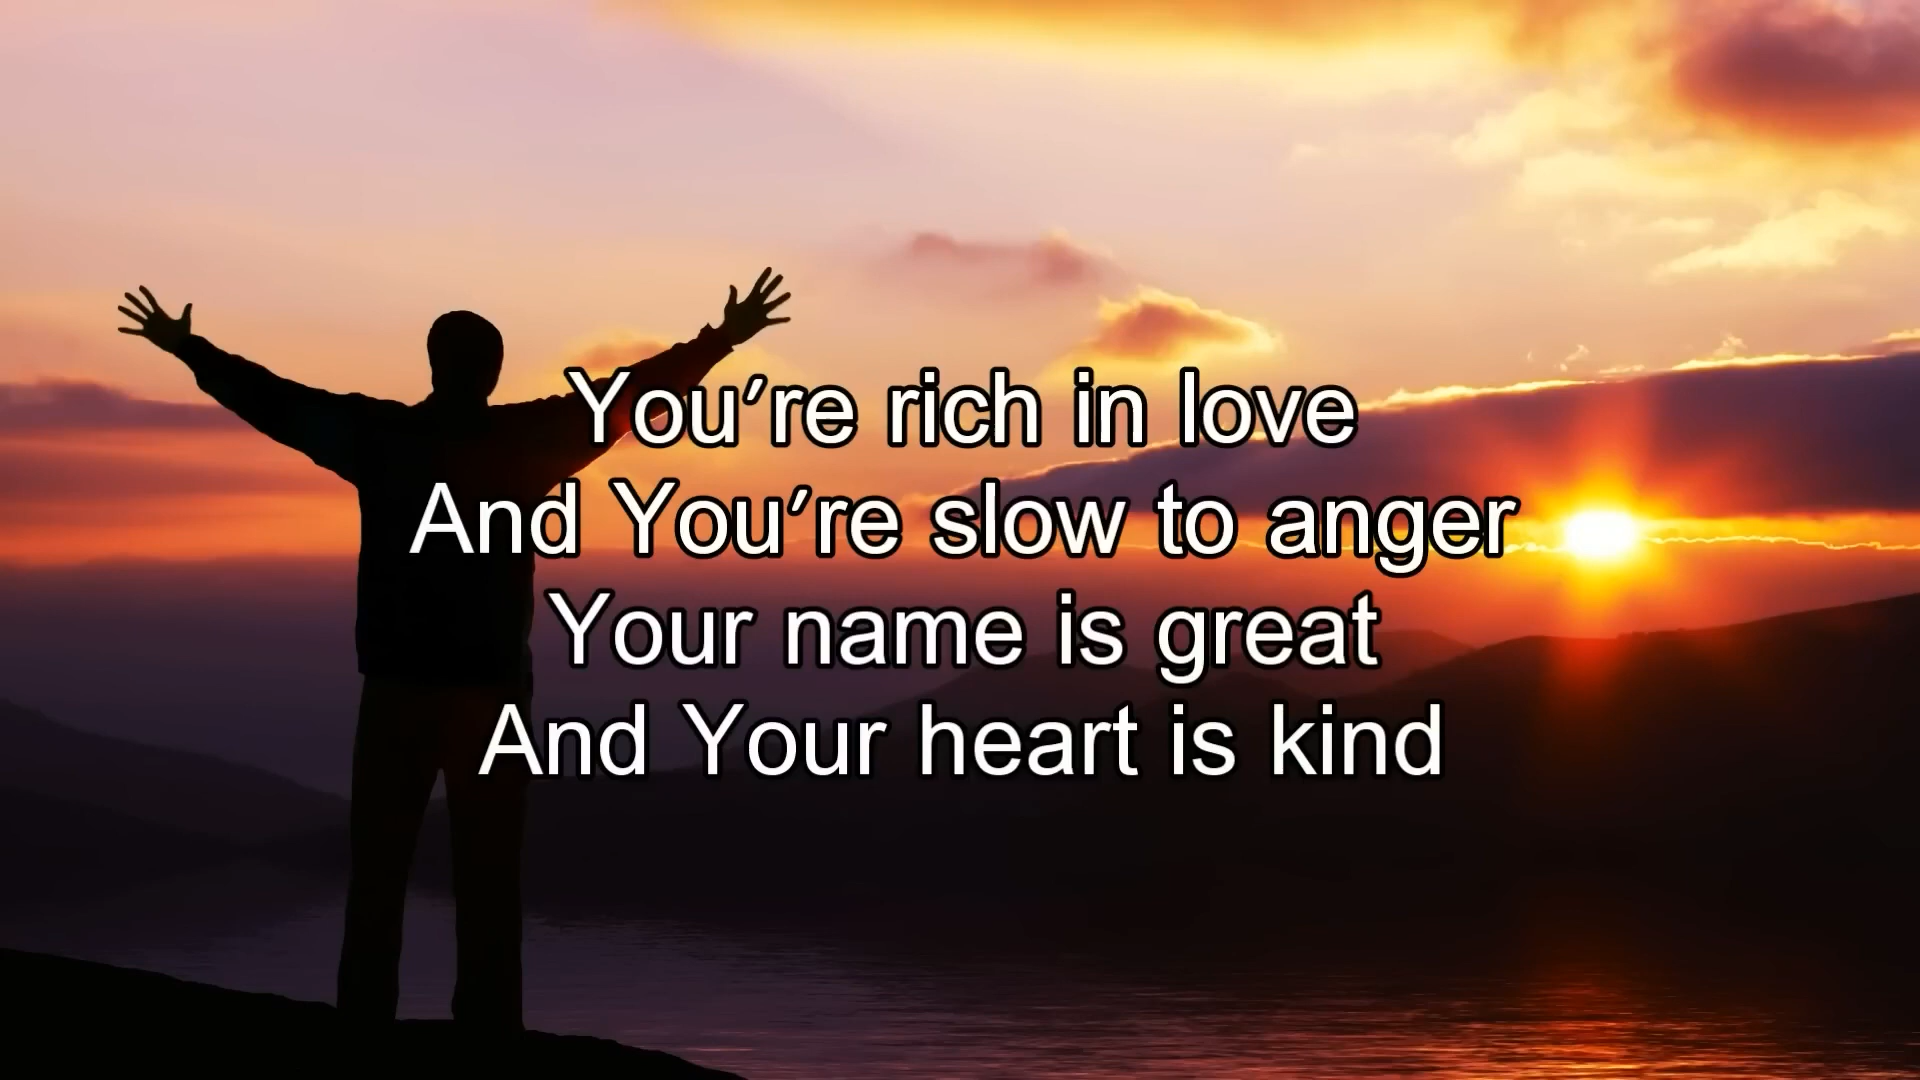 You're rich in love
And You're slow to anger
Your name is great
And Your heart is kind